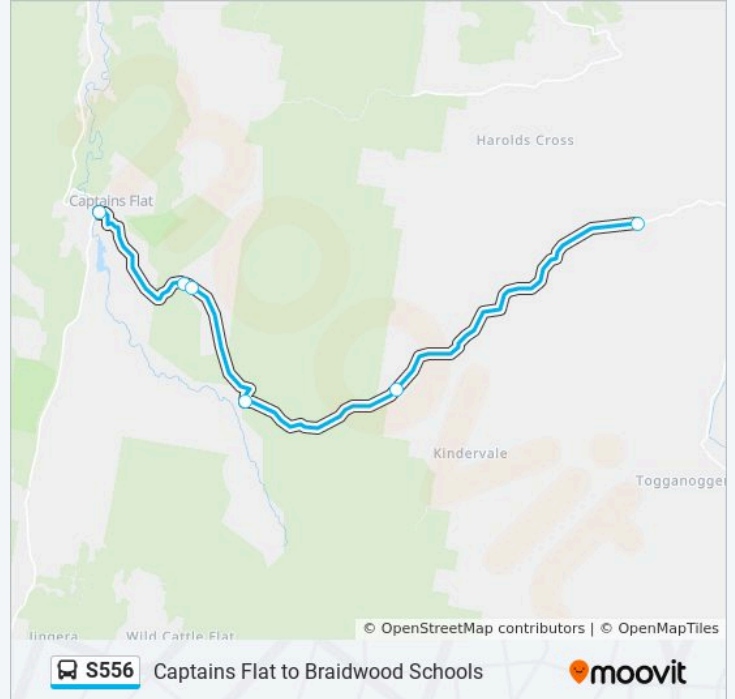 Harolds Cross
Captains Flat
Kindervale
Togganogger
Jingera
Wild Cattle Flat
© OpenStreetMap contributors | © OpenMapTiles
S556 Captains Flat to Braidwood Schools
moovit